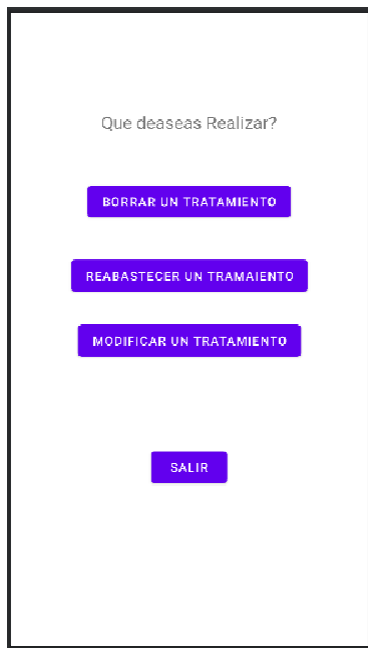 Que deaseas Realizar?
BORRAR UN TRATAMIENTO
REABASTECER UN TRAMAIENTO
MODIFICAR UN TRATAMIENTO
SALIR